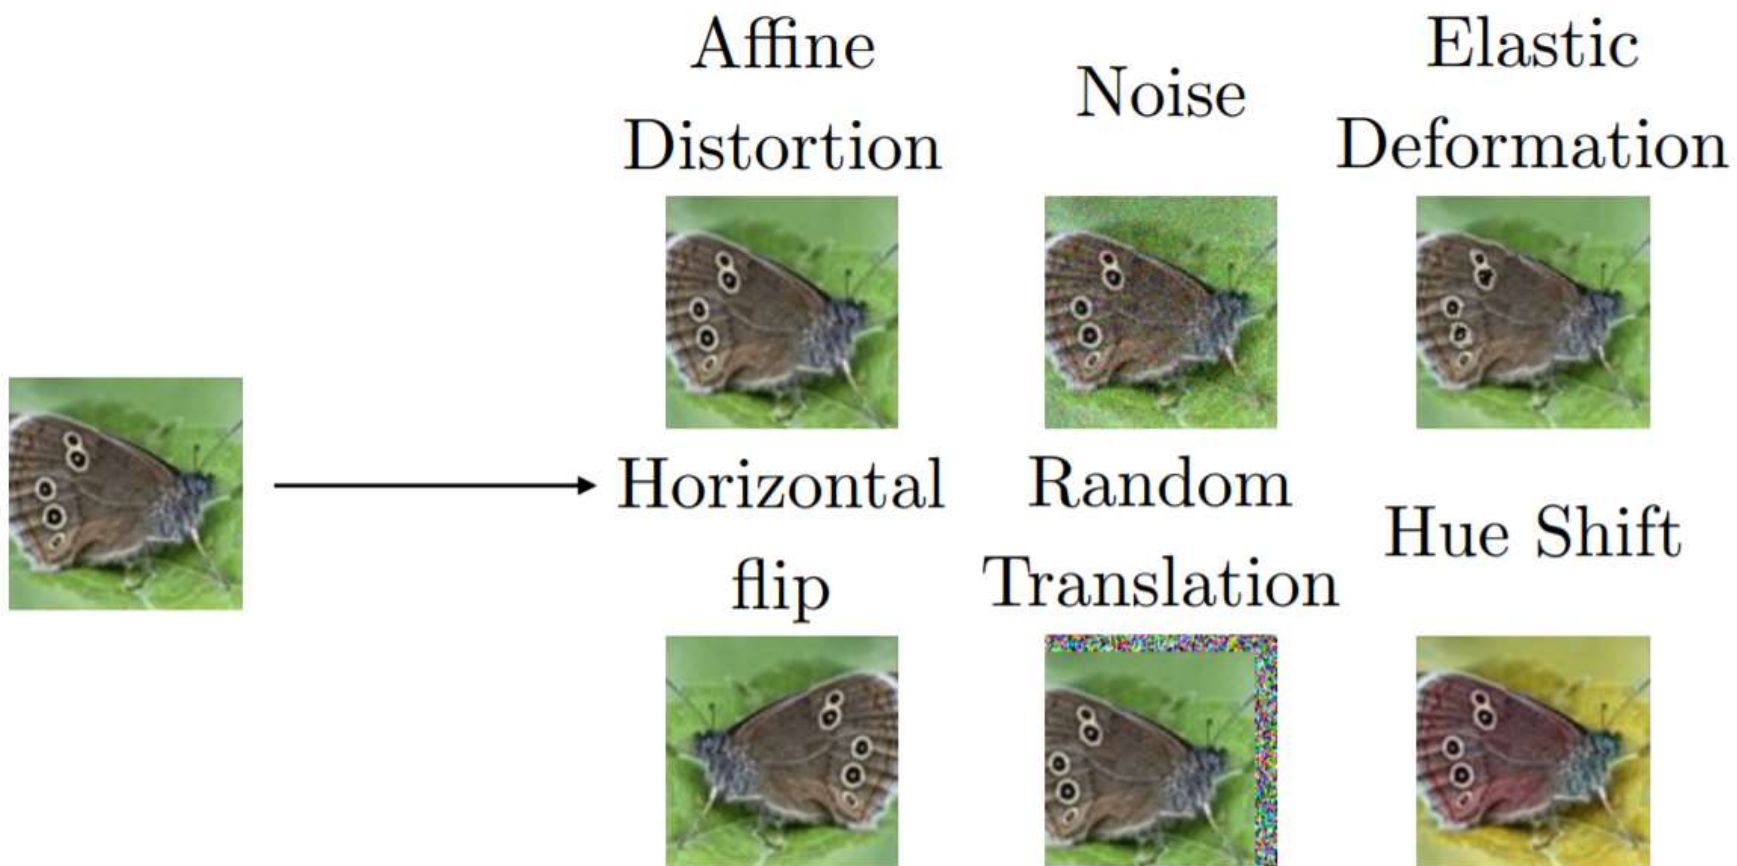 Affine
Distortion
Noise
Elastic
Deformation
Horizontal
flip
Random
Translation
Hue Shift